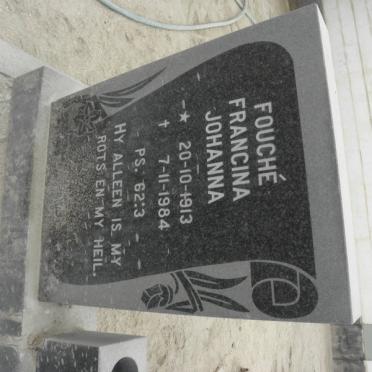 FOUCHÉ
FRANCINA
JOHANNA
★ 20-10-1913
✝ 7-11-1984
PS. 62:3
HY ALLEEN IS MY
ROTS EN MY HEIL.